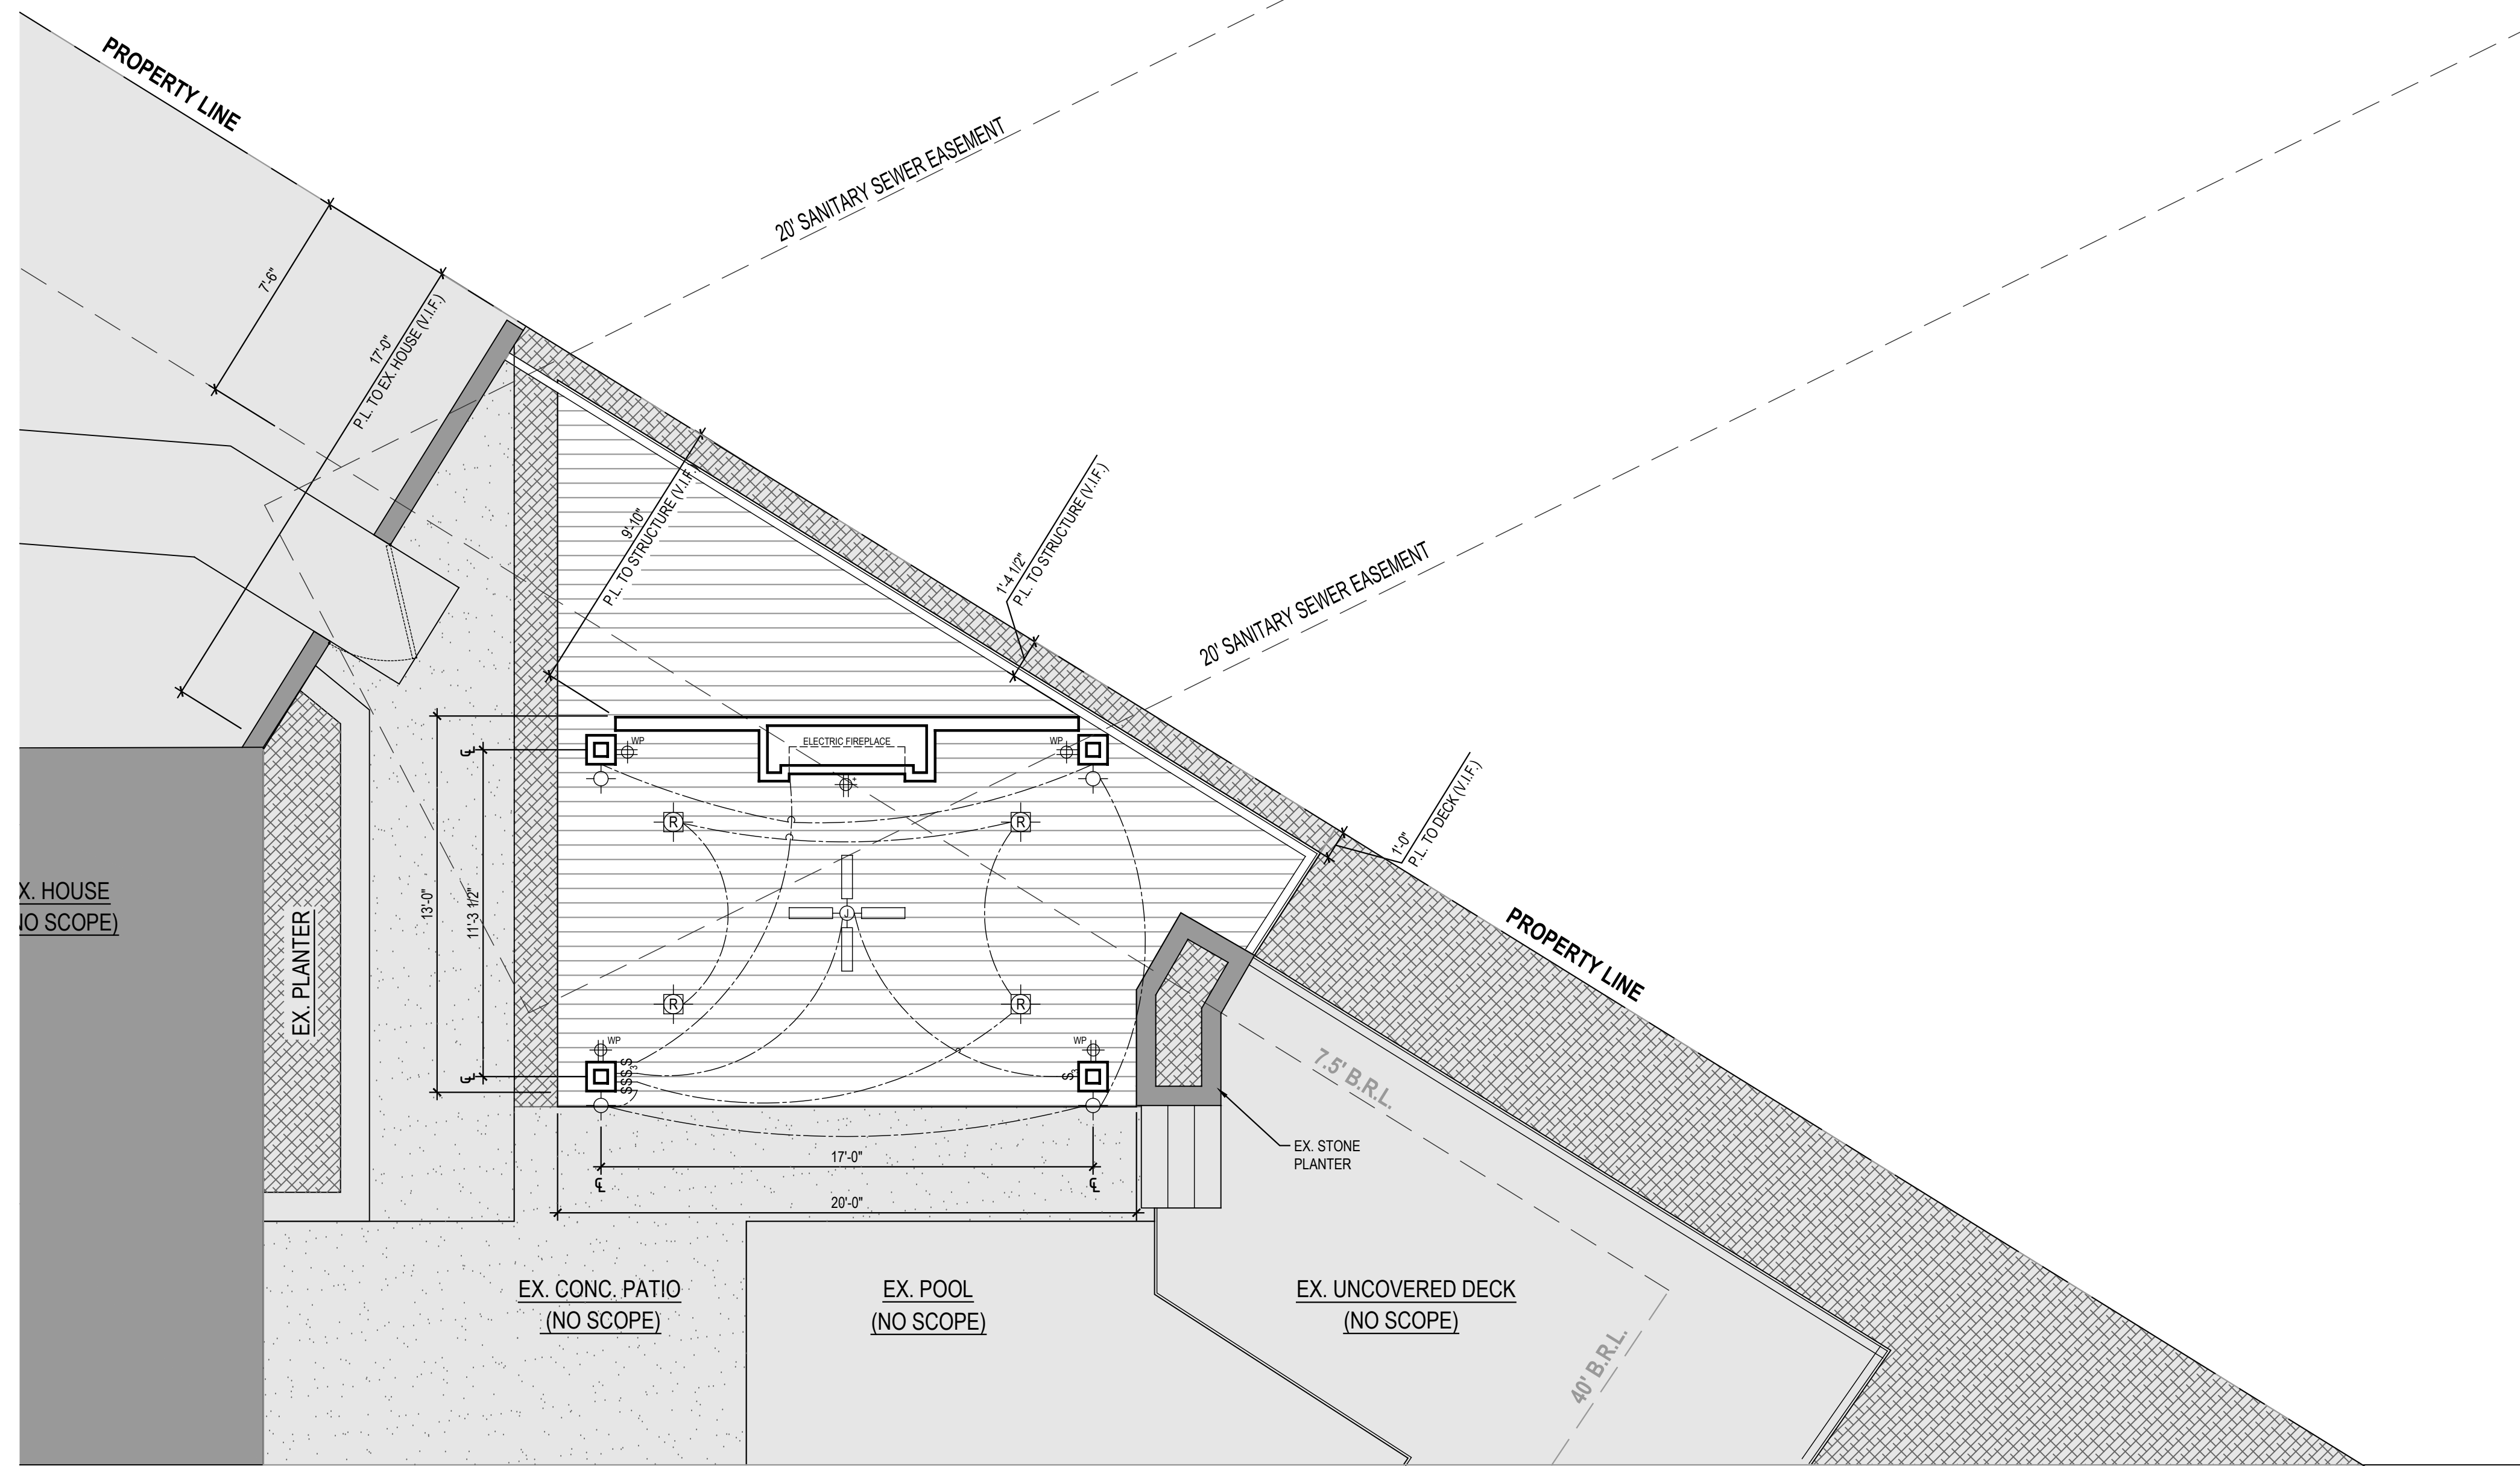 PROPERTY LINE
20' SANITARY SEWER EASEMENT
7'-6"
17'-0"
P.L. TO EX. HOUSE (V.I.F.)
9'-10"
P.L. TO STRUCTURE (V.I.F.
1'-4 1/2"
P.L. TO STRUCTURE (V.I.F.)
20' SANITARY SEWER EASEMENT
ELECTRIC FIREPLACE
WP
WP
R
R
J
R
R
1'-0"
P.L. TO DECK (V.I.F.)
PROPERTY LINE
X. HOUSE
NO SCOPE)
EX. PLANTER
13'-0"
11'-3 1/2"
WP
WP
SSSS3S
S3
7.5' B.R.L.
EX. STONE
PLANTER
17'-0"
20'-0"
EX. CONC. PATIO
(NO SCOPE)
EX. POOL
(NO SCOPE)
EX. UNCOVERED DECK
(NO SCOPE)
40' B.R.L.